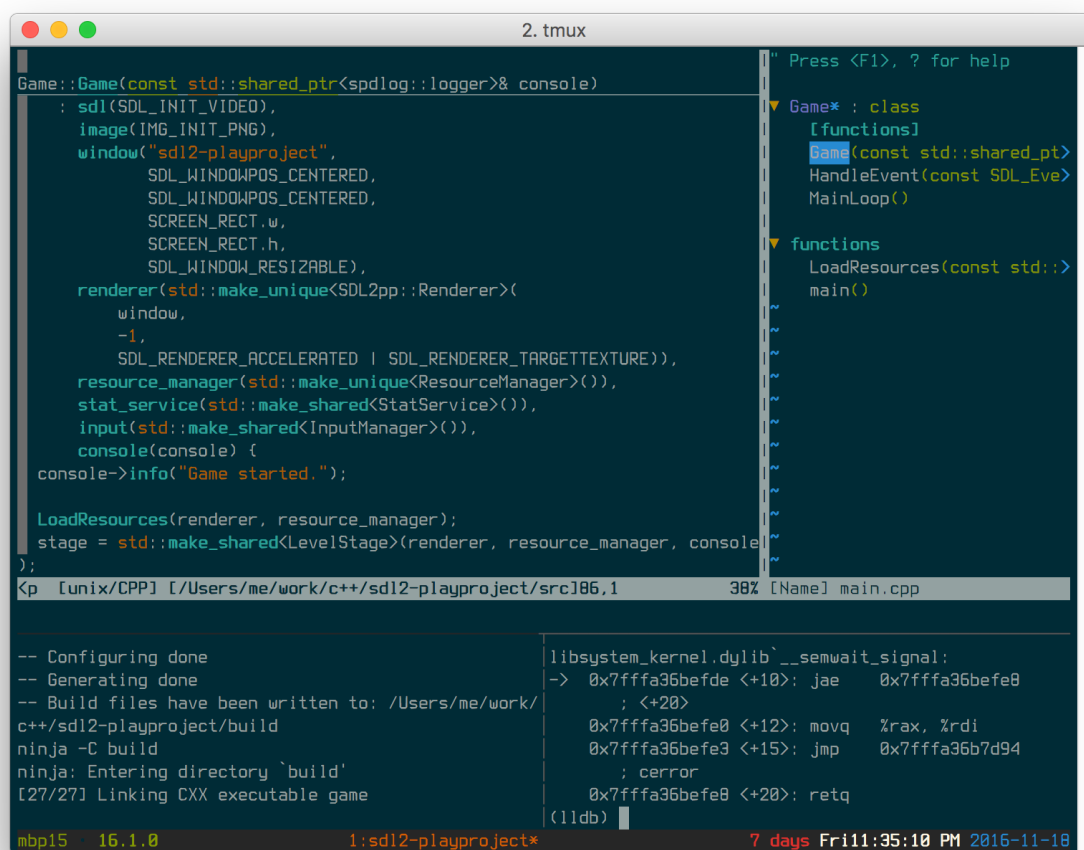 2. tmux
Game::Game(const std::shared_ptr<spdlog::logger>& console)
: sdl(SDL_INIT_VIDEO),
image(IMG_INIT_PNG),
window("sdl2-playproject",
SDL_WINDOWPOS_CENTERED,
SDL_WINDOWPOS_CENTERED,
SCREEN_RECT.w,
SCREEN_RECT.h,
SDL_WINDOW_RESIZABLE),
renderer(std::make_unique<SDL2pp::Renderer>(
window,
-1,
SDL_RENDERER_ACCELERATED | SDL_RENDERER_TARGETTEXTURE)),
resource_manager(std::make_unique<ResourceManager>()),
stat_service(std::make_shared<StatService>()),
input(std::make_shared<InputManager>()),
console(console) {
console->info("Game started.");
LoadResources(renderer, resource_manager);
stage = std::make_shared<LevelStage>(renderer, resource_manager, console
);
<p [unix/CPP] [/Users/me/work/c++/sdl2-playproject/src]86,1 38%
" Press <F1>, ? for help
▼ Game* : class
[functions]
Game(const std::shared_pt>
HandleEvent(const SDL_Eve>
MainLoop()
▼ functions
LoadResources(const std::>
main()
~
~
~
~
~
~
~
~
~
~
~
~
[Name] main.cpp
-- Configuring done
-- Generating done
-- Build files have been written to: /Users/me/work/
c++/sdl2-playproject/build
ninja -C build
ninja: Entering directory `build'
[27/27] Linking CXX executable game
libsystem_kernel.dylib`__semwait_signal:
-> 0x7fffa36befde <+10>: jae 0x7fffa36befe8
; <+20>
0x7fffa36befe0 <+12>: movq %rax, %rdi
0x7fffa36befe3 <+15>: jmp 0x7fffa36b7d94
; cerror
0x7fffa36befe8 <+20>: retq
(lldb)
mbp15 16.1.0 1:sdl2-playproject* 7 days Fri11:35:10 PM 2016-11-18